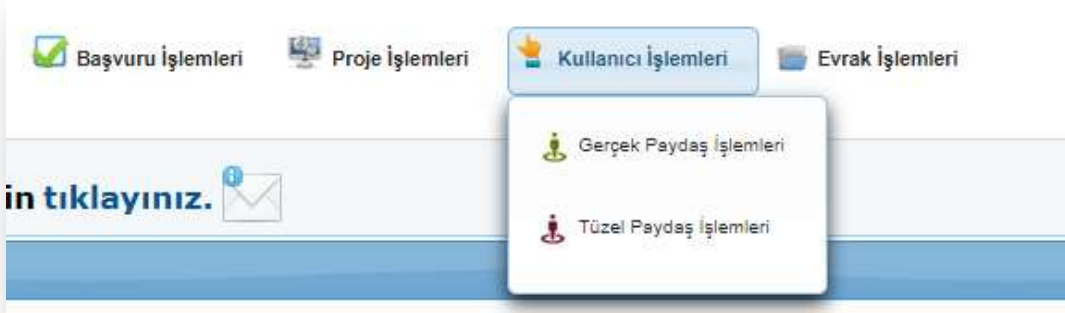 Başvuru İşlemleri
Proje İşlemleri
Kullanıcı İşlemleri
Evrak İşlemleri
Gerçek Paydaş İşlemleri
in tıklayınız.
Tüzel Paydaş İşlemleri